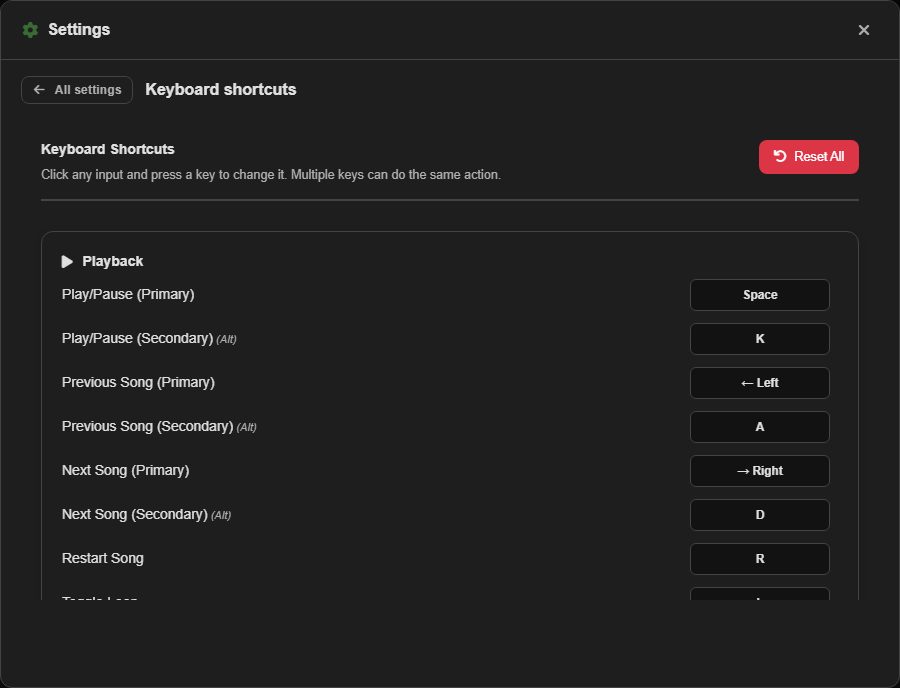 Settings
All settings
Keyboard shortcuts
Keyboard Shortcuts
Click any input and press a key to change it. Multiple keys can do the same action.
Reset All
Playback
Play/Pause (Primary)
Space
Play/Pause (Secondary) (Alt)
K
Previous Song (Primary)
← Left
Previous Song (Secondary) (Alt)
A
Next Song (Primary)
→ Right
Next Song (Secondary) (Alt)
D
Restart Song
R
Toggle Loop